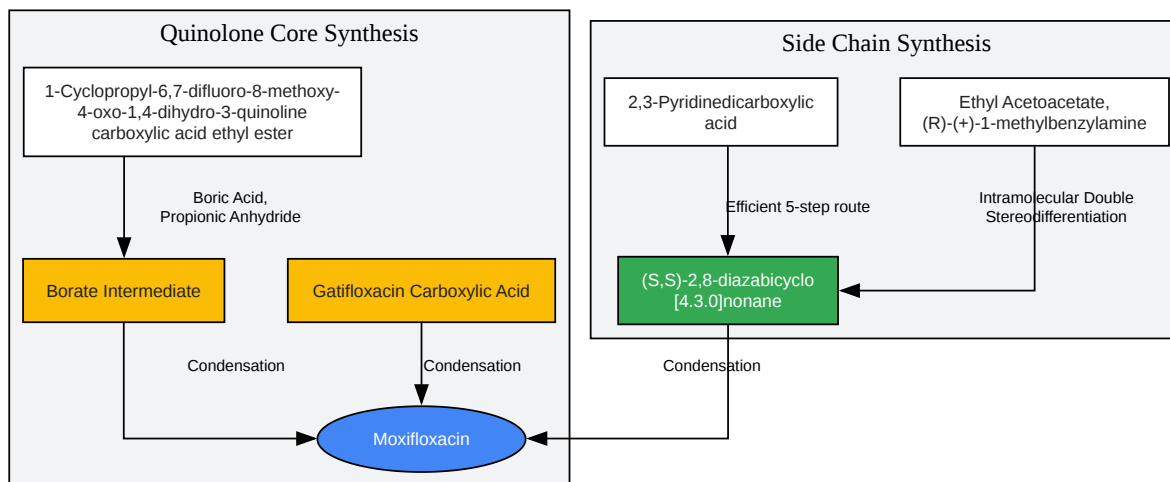 Quinolone Core Synthesis
1-Cyclopropyl-6,7-difluoro-8-methoxy-
4-oxo-1,4-dihydro-3-quinoline
carboxylic acid ethyl ester
Boric Acid,
Propionic Anhydride
Borate Intermediate
Gatifloxacin Carboxylic Acid
Condensation
Condensation
Moxifloxacin
Side Chain Synthesis
2,3-Pyridinedicarboxylic
acid
Ethyl Acetoacetate,
(R)-(+)-1-methylbenzylamine
Efficient 5-step route
Intramolecular Double
Stereodifferentiation
(S,S)-2,8-diazabicyclo
[4.3.0]nonane
Condensation